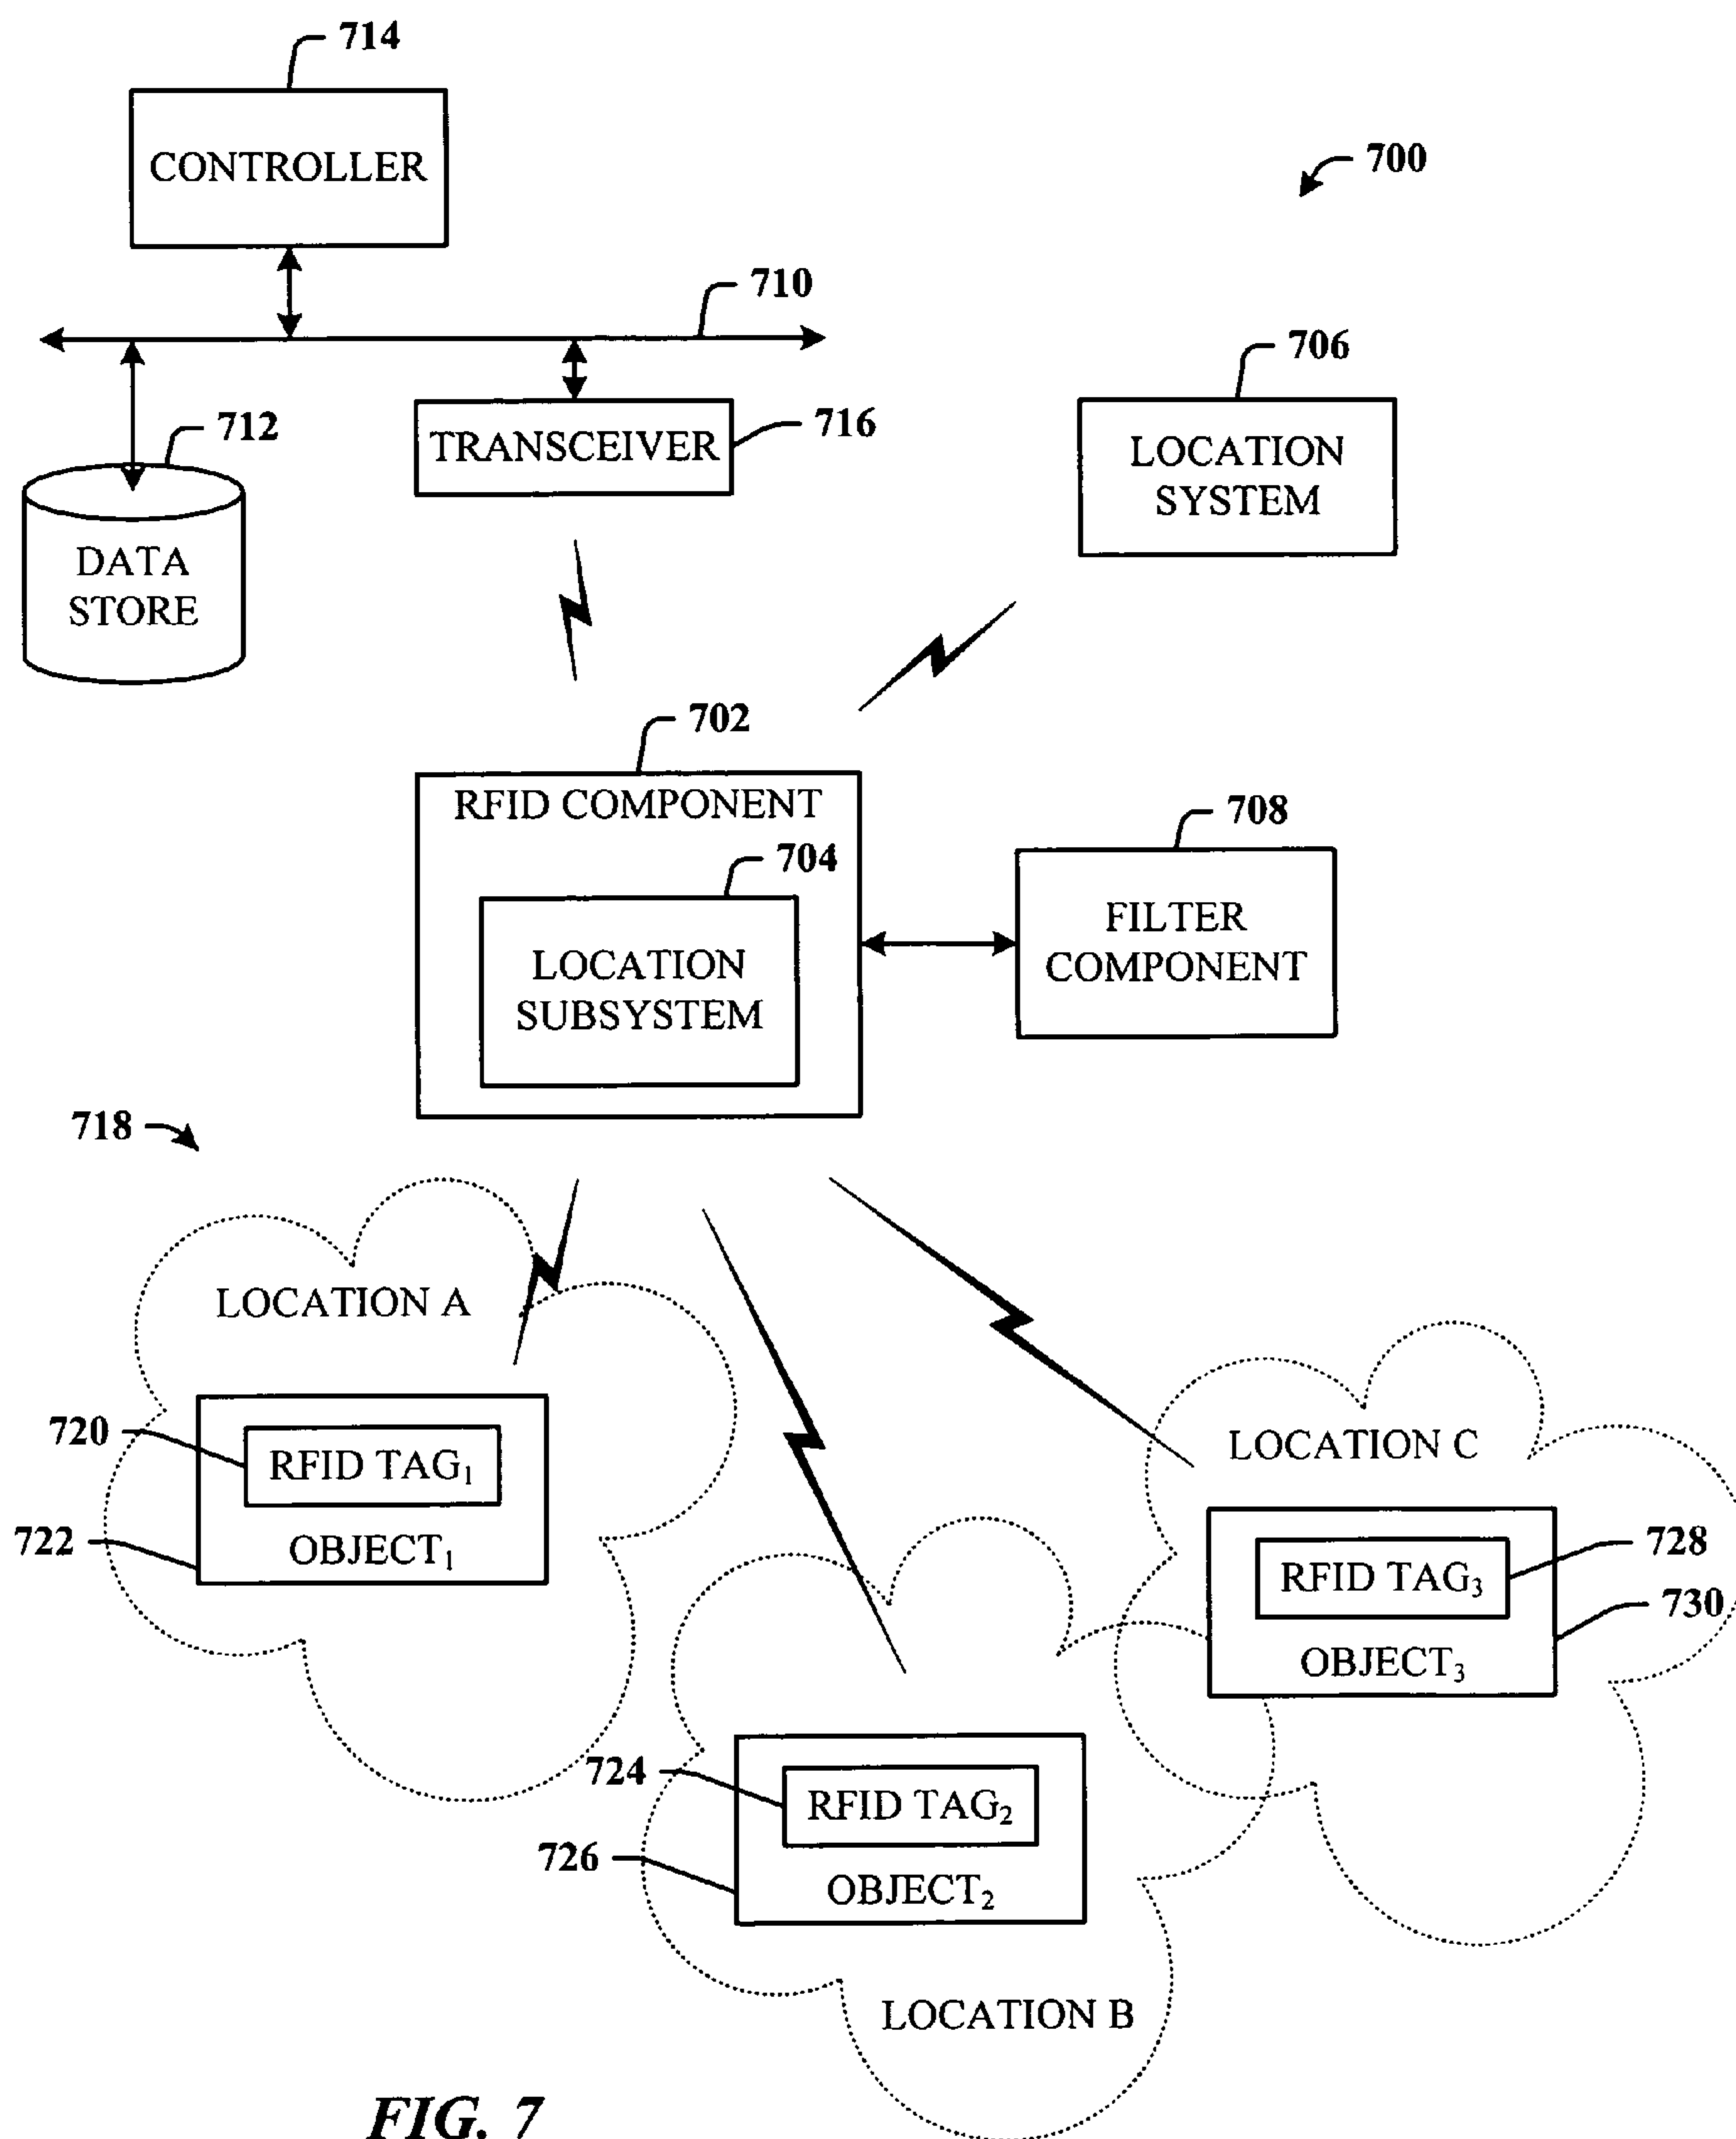 714
CONTROLLER
700
710
706
712
TRANSCEIVER
716
LOCATION
SYSTEM
DATA
STORE
702
RFID COMPONENT
708
704
FILTER
COMPONENT
LOCATION
SUBSYSTEM
718
LOCATION A
720
RFID TAG₁
722
OBJECT₁
LOCATION C
728
RFID TAG₃
730
OBJECT₃
724
RFID TAG₂
726
OBJECT₂
LOCATION B
FIG. 7